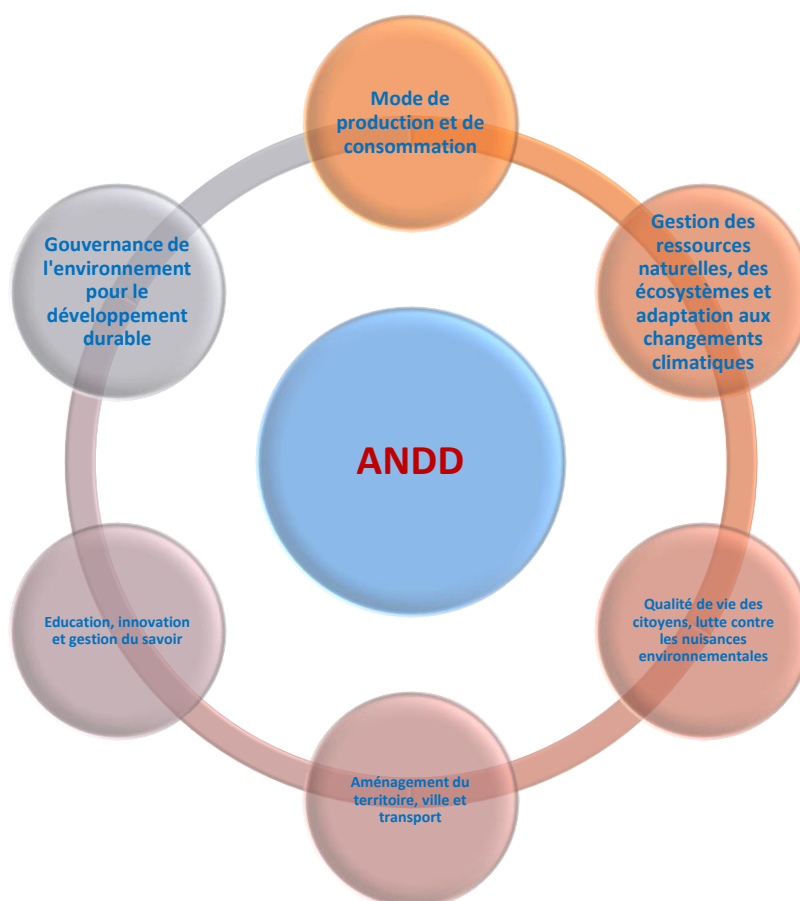 Mode de
production et de
consommation
Gestion des
ressources
naturelles, des
écosystèmes et
adaptation aux
changements
climatiques
Qualité de vie des
citoyens, lutte contre
les nuisances
environnementales
Aménagement du
territoire, ville et
transport
Education, innovation
et gestion du savoir
Gouvernance de
l'environnement
pour le
développement
durable
ANDD